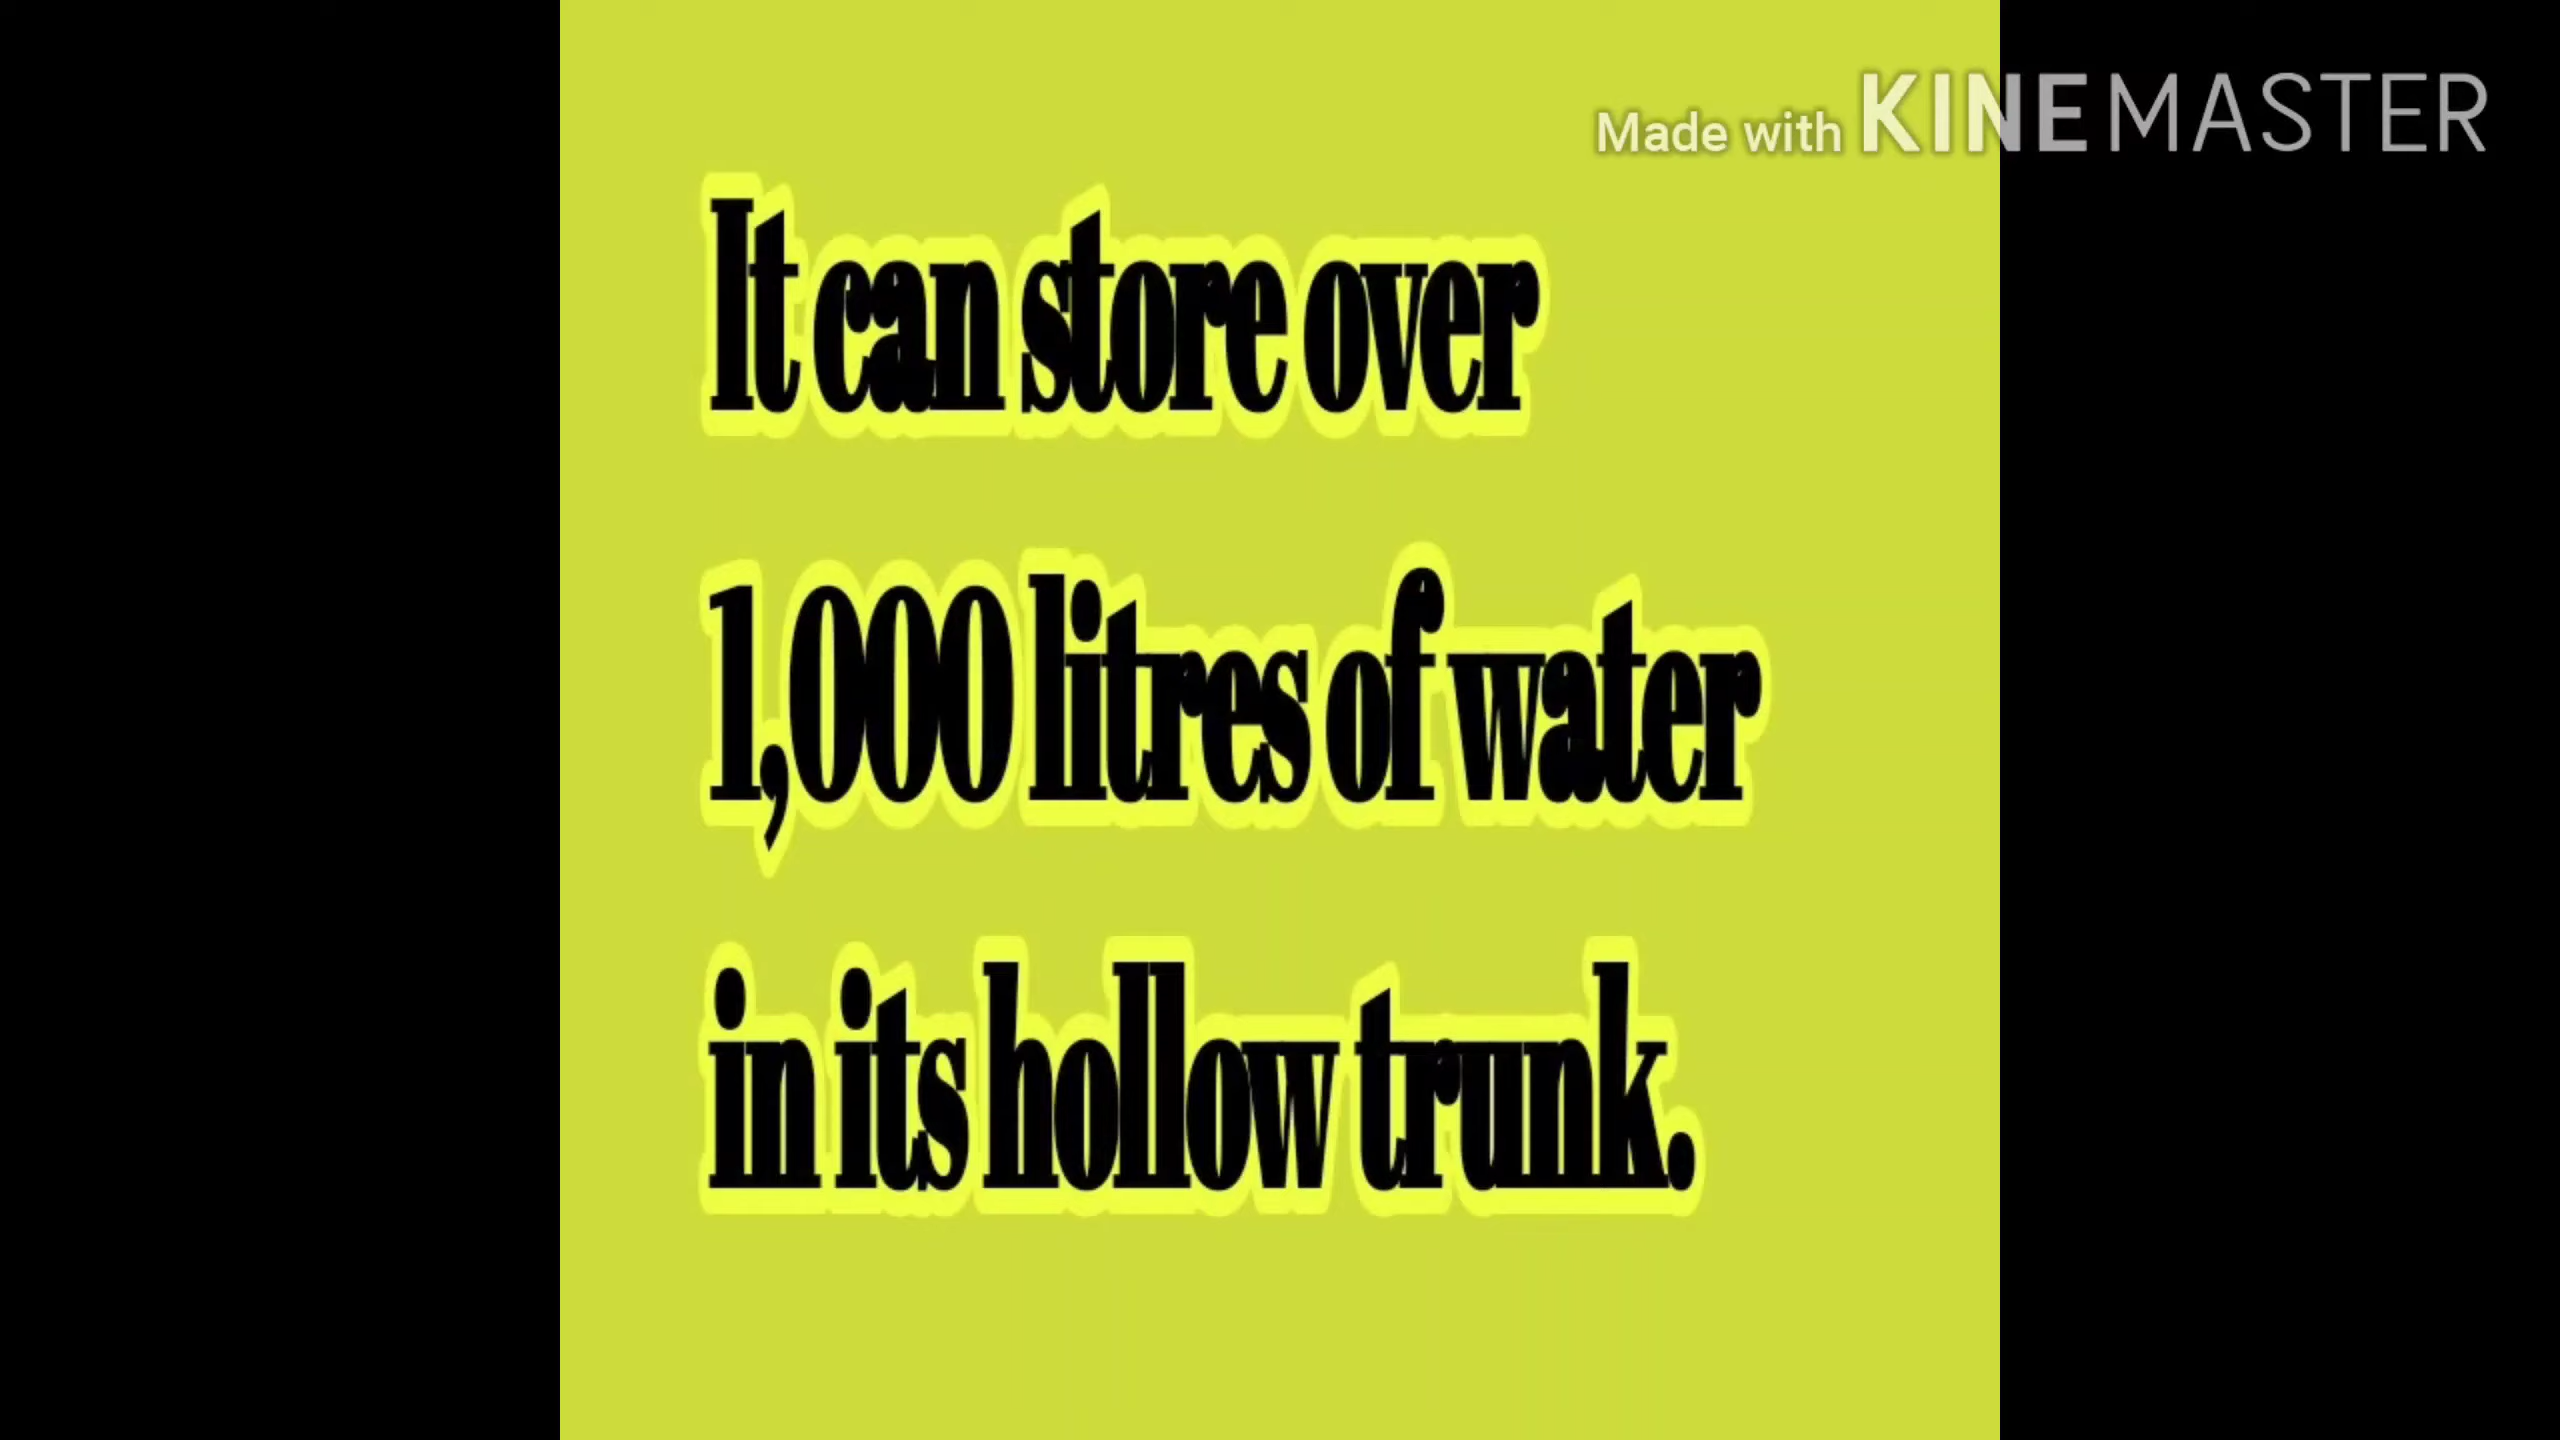 Made with KINEMASTER
It can store over
1,000 litres of water
in its hollow trunk.